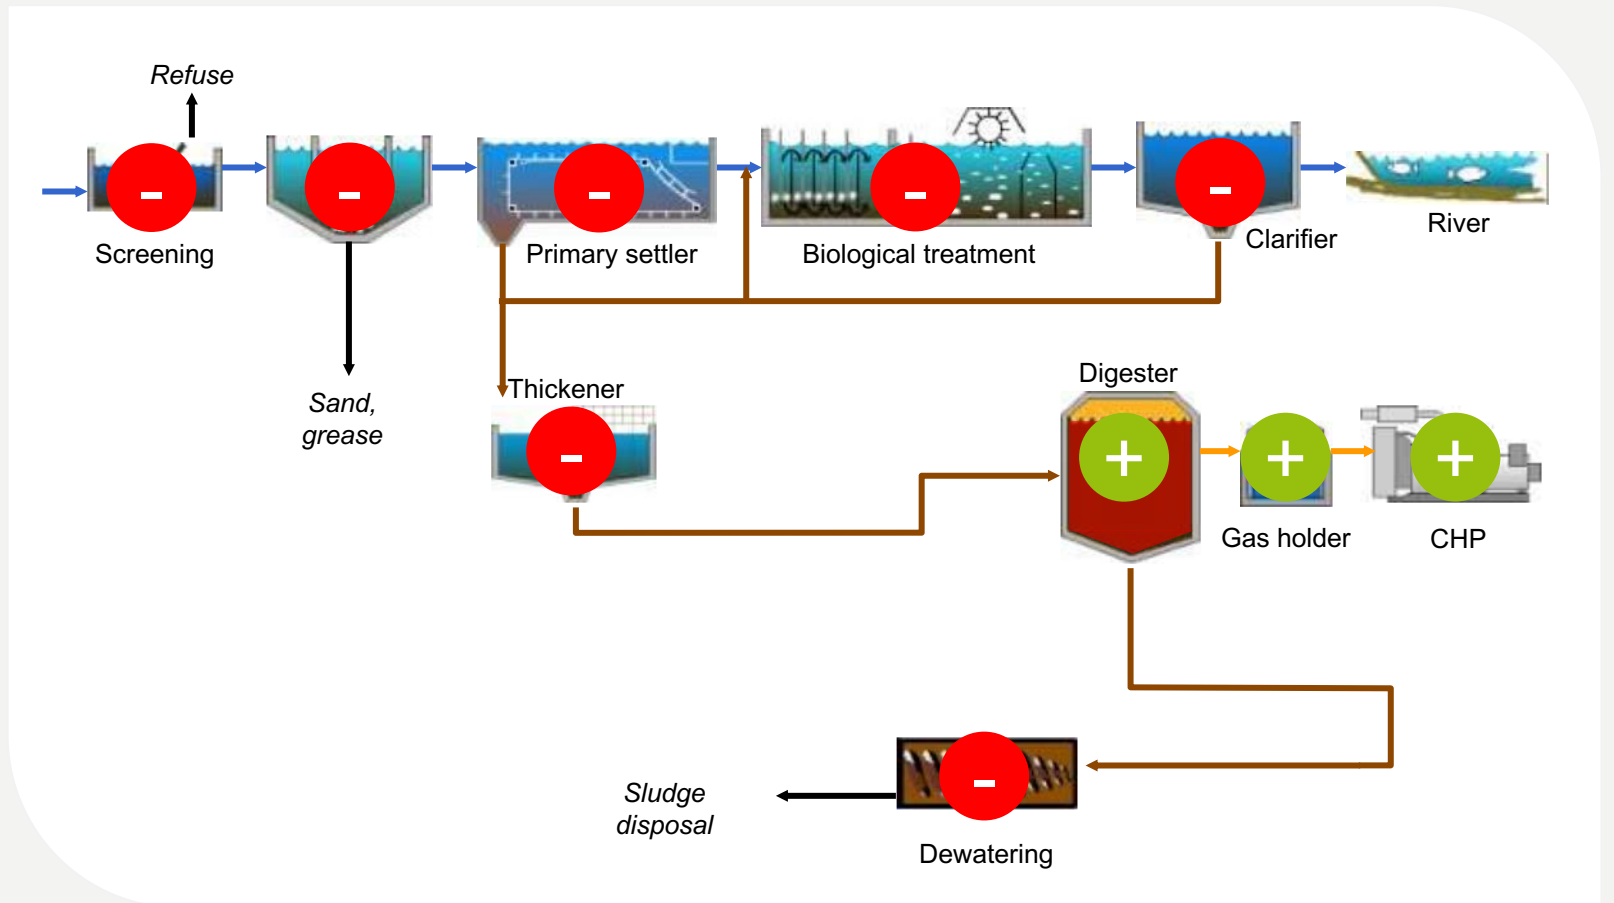 Refuse
-
-
-
-
-
Screening
Primary settler
Biological treatment
Clarifier
River
Sand,
grease
Thickener
-
Digester
+
+
+
Gas holder
CHP
Sludge
disposal
-
Dewatering